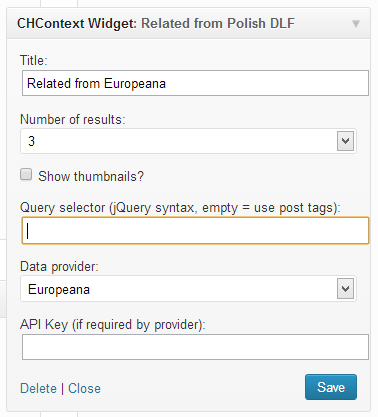 CHContext Widget: Related from Polish DLF
Title:
Related from Europeana
Number of results:
3
Show thumbnails?
Query selector (jQuery syntax, empty = use post tags):
Data provider:
Europeana
API Key (if required by provider):
Delete | Close
Save